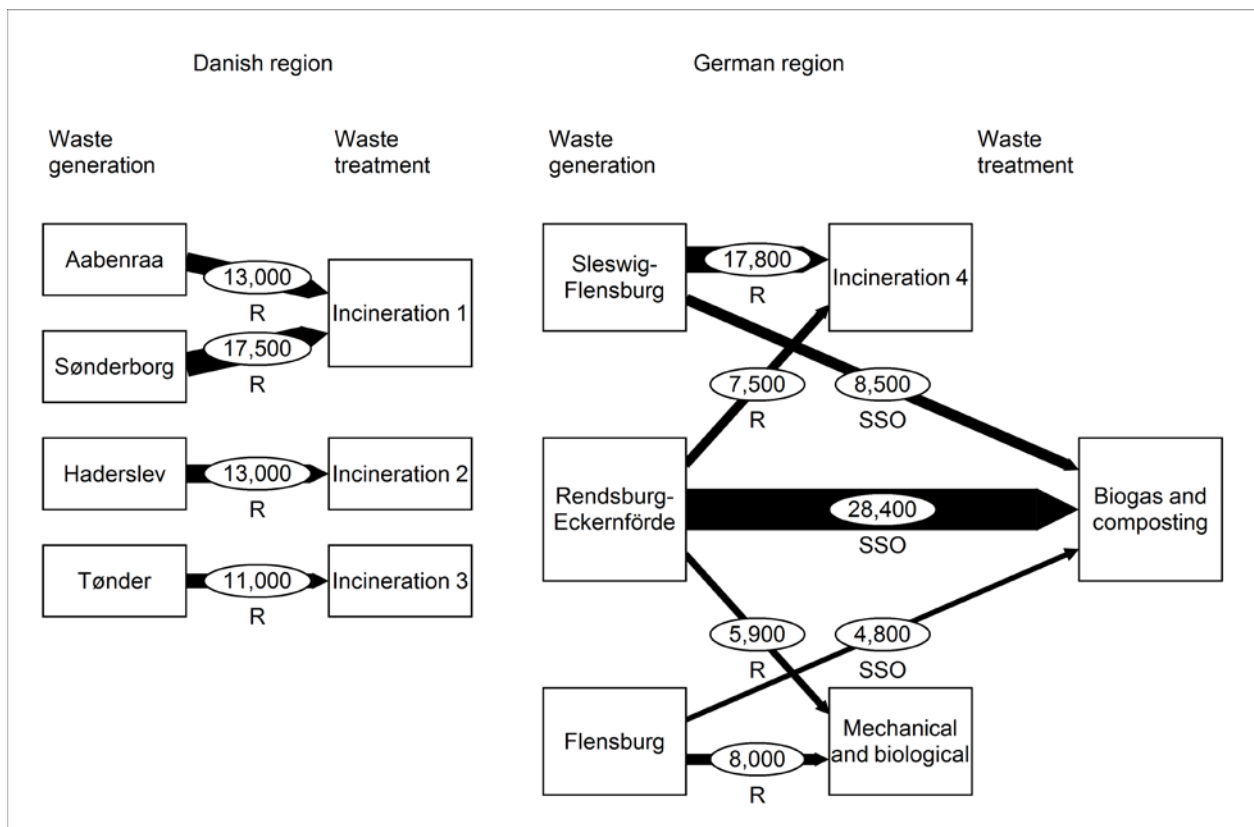 Danish region
German region
Waste
generation
Waste
treatment
Waste
generation
Waste
treatment
Aabenraa
13,000
R
Incineration 1
Sønderborg
17,500
R
Haderslev
13,000
R
Incineration 2
Tønder
11,000
R
Incineration 3
Sleswig-
Flensburg
17,800
R
Incineration 4
7,500
R
8,500
SSO
Rendsburg-
Eckernförde
28,400
SSO
Biogas and
composting
5,900
R
4,800
SSO
Flensburg
8,000
R
Mechanical
and biological